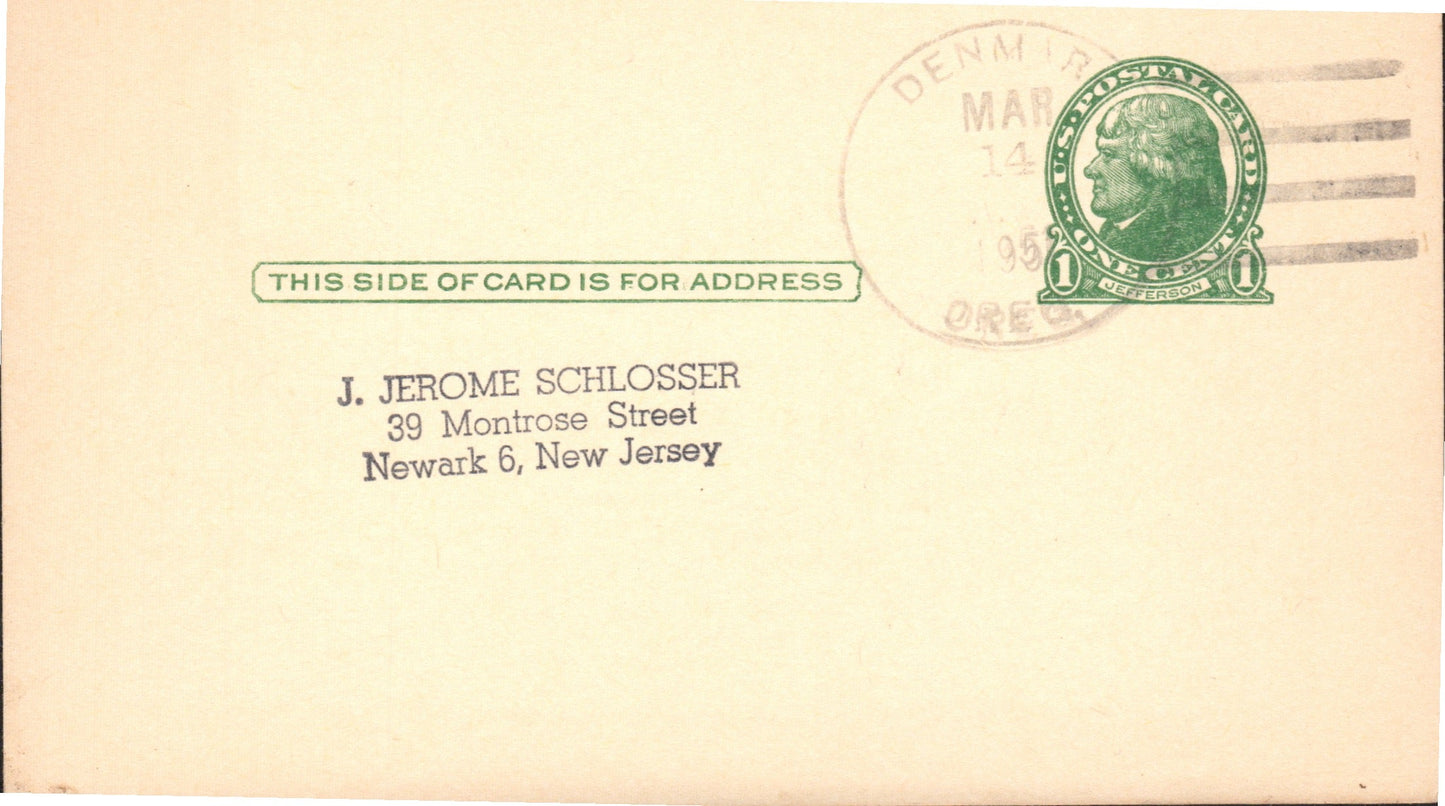 DENMAR
MAR
14
195
OREG.
U.S. POSTAL CARD
ONE CENT
1 1
JEFFERSON
THIS SIDE OF CARD IS FOR ADDRESS
J. JEROME SCHLOSSER
39 Montrose Street
Newark 6, New Jersey